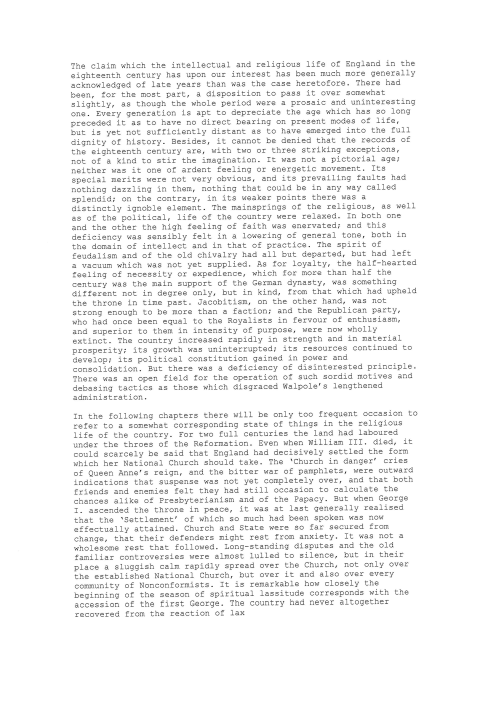 The claim which the intellectual and religious life of England in the
eighteenth century has upon our interest has been much more generally
acknowledged of late years than was the case heretofore. There had
been, for the most part, a disposition to pass it over somewhat
slightly, as though the whole period were a prosaic and uninteresting
one. Every generation is apt to depreciate the age which has so long
preceded it as to have no direct bearing on present modes of life,
but is yet not sufficiently distant as to have emerged into the full
dignity of history. Besides, it cannot be denied that the records of
the eighteenth century are, with two or three striking exceptions,
not of a kind to stir the imagination. It was not a pictorial age;
neither was it one of ardent feeling or energetic movement. Its
special merits were not very obvious, and its prevailing faults had
nothing dazzling in them, nothing that could be in any way called
splendid; on the contrary, in its weaker points there was a
distinctly ignoble element. The mainsprings of the religious, as well
as of the political, life of the country were relaxed. In both one
and the other the high feeling of faith was enervated; and this
deficiency was sensibly felt in a lowering of general tone, both in
the domain of intellect and in that of practice. The spirit of
feudalism and of the old chivalry had all but departed, but had left
a vacuum which was not yet supplied. As for loyalty, the half-hearted
feeling of necessity or expedience, which for more than half the
century was the main support of the German dynasty, was something
different not in degree only, but in kind, from that which had upheld
the throne in time past. Jacobitism, on the other hand, was not
strong enough to be more than a faction; and the Republican party,
who had once been equal to the Royalists in fervour of enthusiasm,
and superior to them in intensity of purpose, were now wholly
extinct. The country increased rapidly in strength and in material
prosperity; its growth was uninterrupted; its resources continued to
develop; its political constitution gained in power and
consolidation. But there was a deficiency of disinterested principle.
There was an open field for the operation of such sordid motives and
debasing tactics as those which disgraced Walpole's lengthened
administration.

In the following chapters there will be only too frequent occasion to
refer to a somewhat corresponding state of things in the religious
life of the country. For two full centuries the land had laboured
under the throes of the Reformation. Even when William III. died, it
could scarcely be said that England had decisively settled the form
which her National Church should take. The 'Church in danger' cries
of Queen Anne's reign, and the bitter war of pamphlets, were outward
indications that suspense was not yet completely over, and that both
friends and enemies felt they had still occasion to calculate the
chances alike of Presbyterianism and of the Papacy. But when George
I. ascended the throne in peace, it was at last generally realised
that the 'Settlement' of which so much had been spoken was now
effectually attained. Church and State were so far secured from
change, that their defenders might rest from anxiety. It was not a
wholesome rest that followed. Long-standing disputes and the old
familiar controversies were almost lulled to silence, but in their
place a sluggish calm rapidly spread over the Church, not only over
the established National Church, but over it and also over every
community of Nonconformists. It is remarkable how closely the
beginning of the season of spiritual lassitude corresponds with the
accession of the first George. The country had never altogether
recovered from the reaction of lax